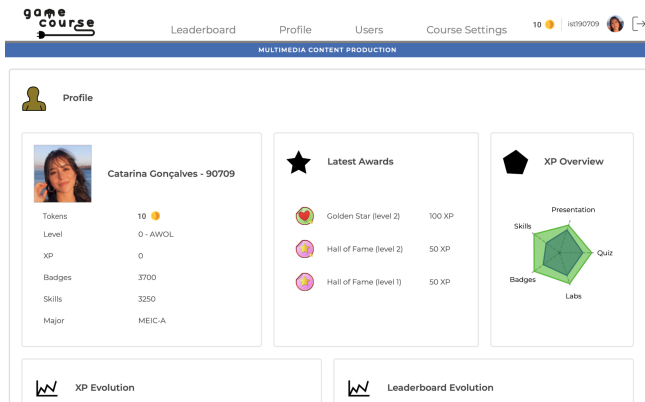 game
course
Leaderboard
Profile
Users
Course Settings
10
ist190709
MULTIMEDIA CONTENT PRODUCTION
Profile
Catarina Gonçalves - 90709
Tokens 10
Level 0 - AWOL
XP 0
Badges 3700
Skills 3250
Major MEIC-A
Latest Awards
Golden Star (level 2) 100 XP
Hall of Fame (level 2) 50 XP
Hall of Fame (level 1) 50 XP
XP Overview
Presentation
Skills
Quiz
Badges
Labs
XP Evolution
Leaderboard Evolution